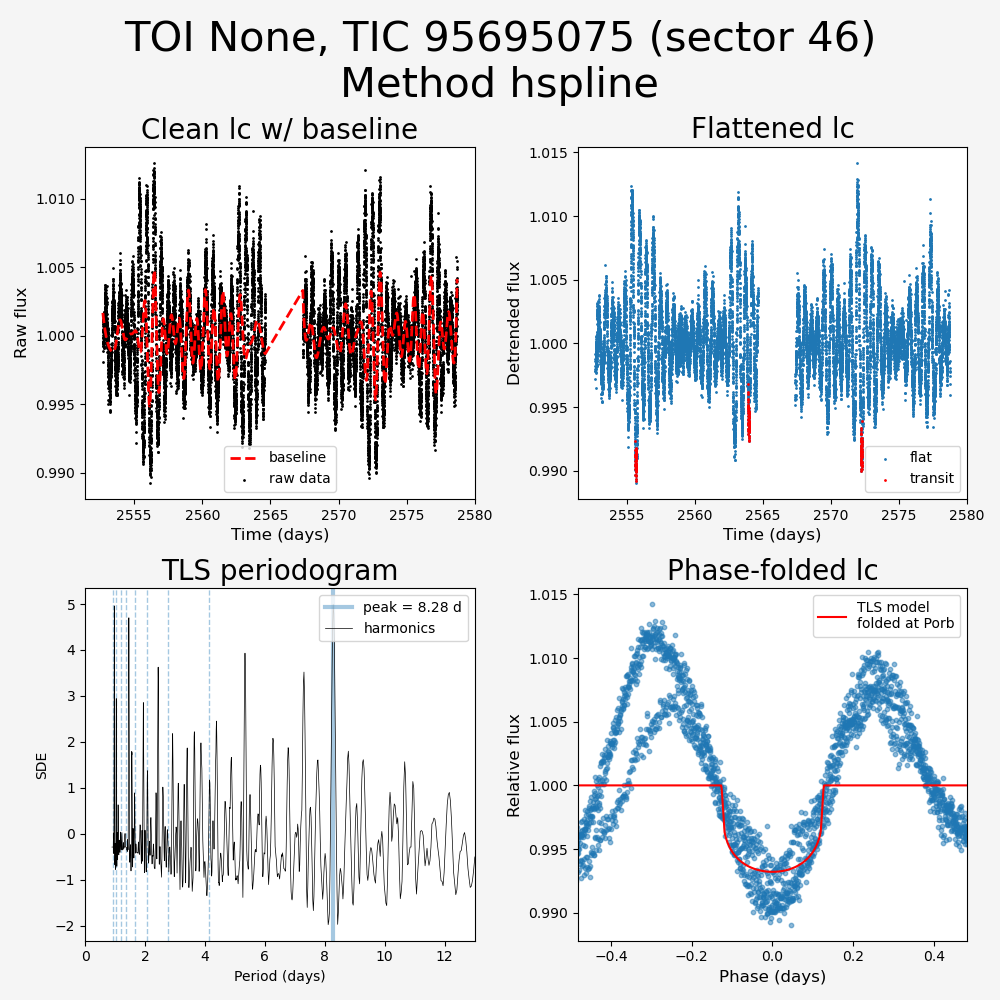 TOI None, TIC 95695075 (sector 46)
Method hspline
Clean lc w/ baseline
Raw flux
1.010
1.005
1.000
0.995
0.990
baseline
raw data
2555
2560
2565
2570
2575
2580
Time (days)
Flattened lc
Detrended flux
1.015
1.010
1.005
1.000
0.995
0.990
flat
transit
2555
2560
2565
2570
2575
2580
Time (days)
TLS periodogram
SDE
5
4
3
2
1
0
−1
−2
peak = 8.28 d
harmonics
0
2
4
6
8
10
12
Period (days)
Phase-folded lc
Relative flux
1.015
1.010
1.005
1.000
0.995
0.990
TLS model
folded at Porb
−0.4
−0.2
0.0
0.2
0.4
Phase (days)